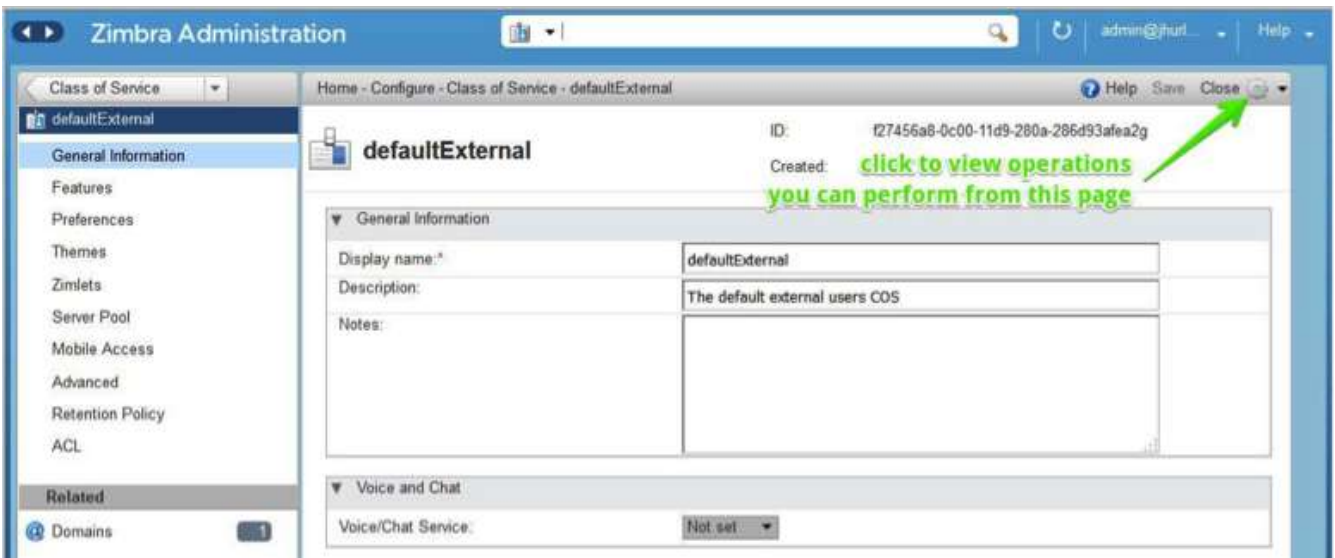 Zimbra Administration
admin@jhurl...
Help
Class of Service
Home - Configure - Class of Service - defaultExternal
Help Save Close
defaultExternal
General Information
Features
Preferences
Themes
Zimlets
Server Pool
Mobile Access
Advanced
Retention Policy
ACL
Related
Domains 1
defaultExternal
ID: f27456a8-0c00-11d9-280a-286d93afea2g
Created:
click to view operations
you can perform from this page
General Information
Display name:* defaultExternal
Description: The default external users COS
Notes:
Voice and Chat
Voice/Chat Service: Not set